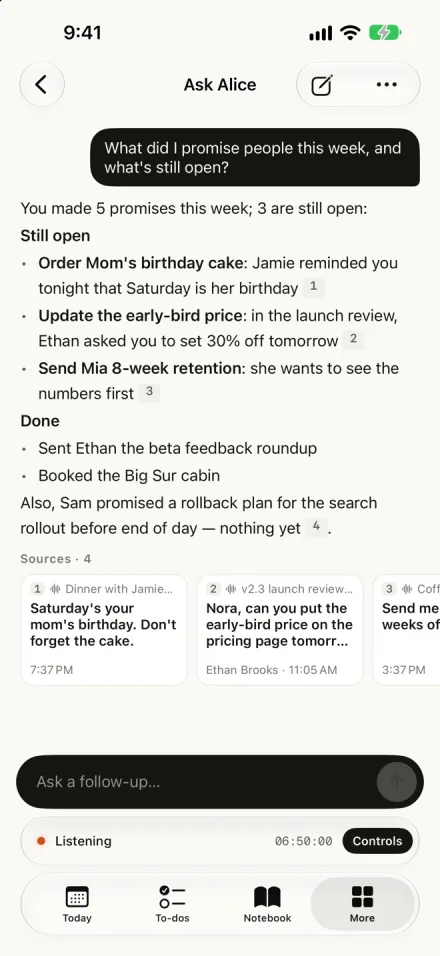 9:41
Ask Alice
What did I promise people this week, and
what's still open?
You made 5 promises this week; 3 are still open:
Still open
• Order Mom's birthday cake: Jamie reminded you
tonight that Saturday is her birthday 1
• Update the early-bird price: in the launch review,
Ethan asked you to set 30% off tomorrow 2
• Send Mia 8-week retention: she wants to see the
numbers first 3
Done
• Sent Ethan the beta feedback roundup
• Booked the Big Sur cabin
Also, Sam promised a rollback plan for the search
rollout before end of day — nothing yet 4.
Sources · 4
1 Dinner with Jamie...
Saturday's your
mom's birthday. Don't
forget the cake.
7:37 PM
2 v2.3 launch review...
Nora, can you put the
early-bird price on the
pricing page tomorr...
Ethan Brooks · 11:05 AM
3
Send me
weeks of
3:37 PM
Ask a follow-up...
Listening
06:50:00
Controls
Today
To-dos
Notebook
More